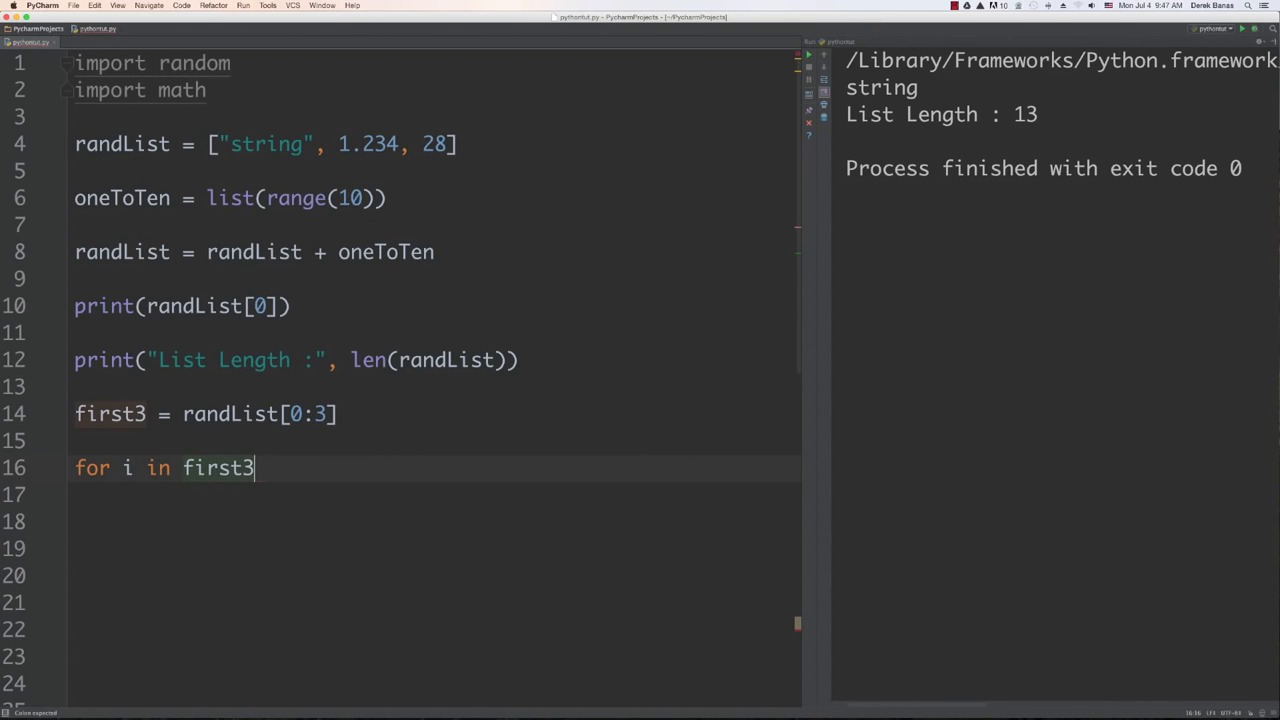 PyCharm File Edit View Navigate Code Refactor Run Tools VCS Window Help
10 Mon Jul 4 9:47 AM Derek Banas
pythontut.py - PycharmProjects - [~/PycharmProjects]
PycharmProjects pythontut.py pythontut
pythontut.py
Run pythontut
1 import random
2 import math
3
4 randList = ["string", 1.234, 28]
5
6 oneToTen = list(range(10))
7
8 randList = randList + oneToTen
9
10 print(randList[0])
11
12 print("List Length :", len(randList))
13
14 first3 = randList[0:3]
15
16 for i in first3
17
18
19
20
21
22
23
24
/Library/Frameworks/Python.framework
string
List Length : 13
Process finished with exit code 0
Colon expected
16:16 LF÷ UTF-8÷